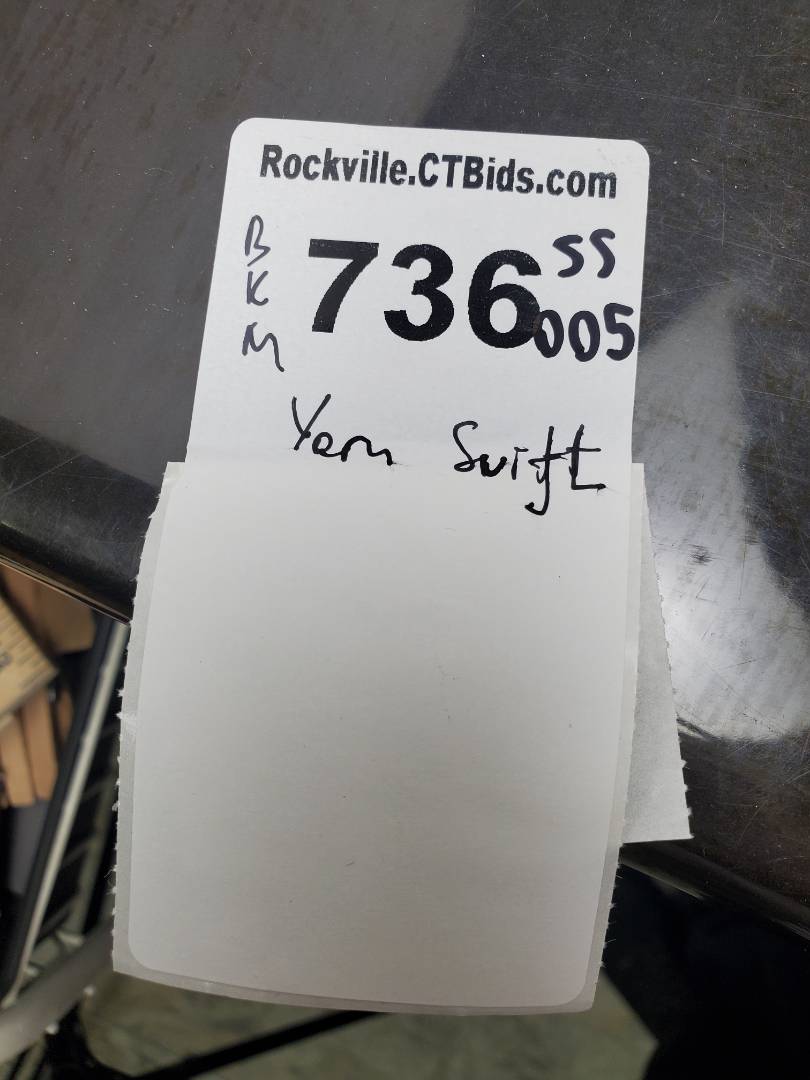 Rockville.CTBids.com
B K M
736 SS 005
Yarn Swift